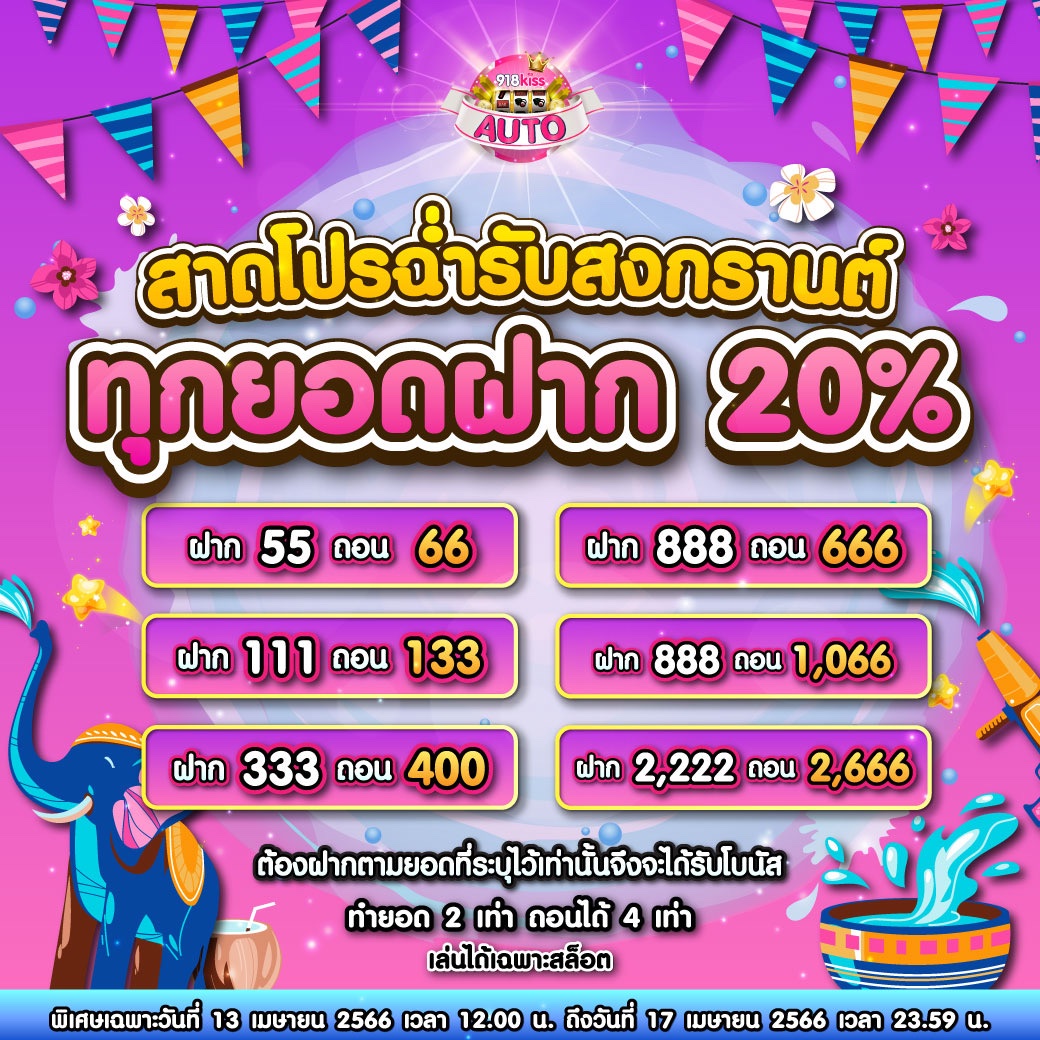 918kiss
AUTO
สาดโปรฉ่ำรับสงกรานต์
ทุกยอดฝาก 20%
ฝาก 55 ถอน 66
ฝาก 888 ถอน 666
ฝาก 111 ถอน 133
ฝาก 888 ถอน 1,066
ฝาก 333 ถอน 400
ฝาก 2,222 ถอน 2,666
ต้องฝากตามยอดที่ระบุไว้เท่านั้นจึงจะได้รับโบนัส
ทำยอด 2 เท่า ถอนได้ 4 เท่า
เล่นได้เฉพาะสล็อต
พิเศษเฉพาะวันที่ 13 เมษายน 2566 เวลา 12.00 น. ถึงวันที่ 17 เมษายน 2566 เวลา 23.59 น.